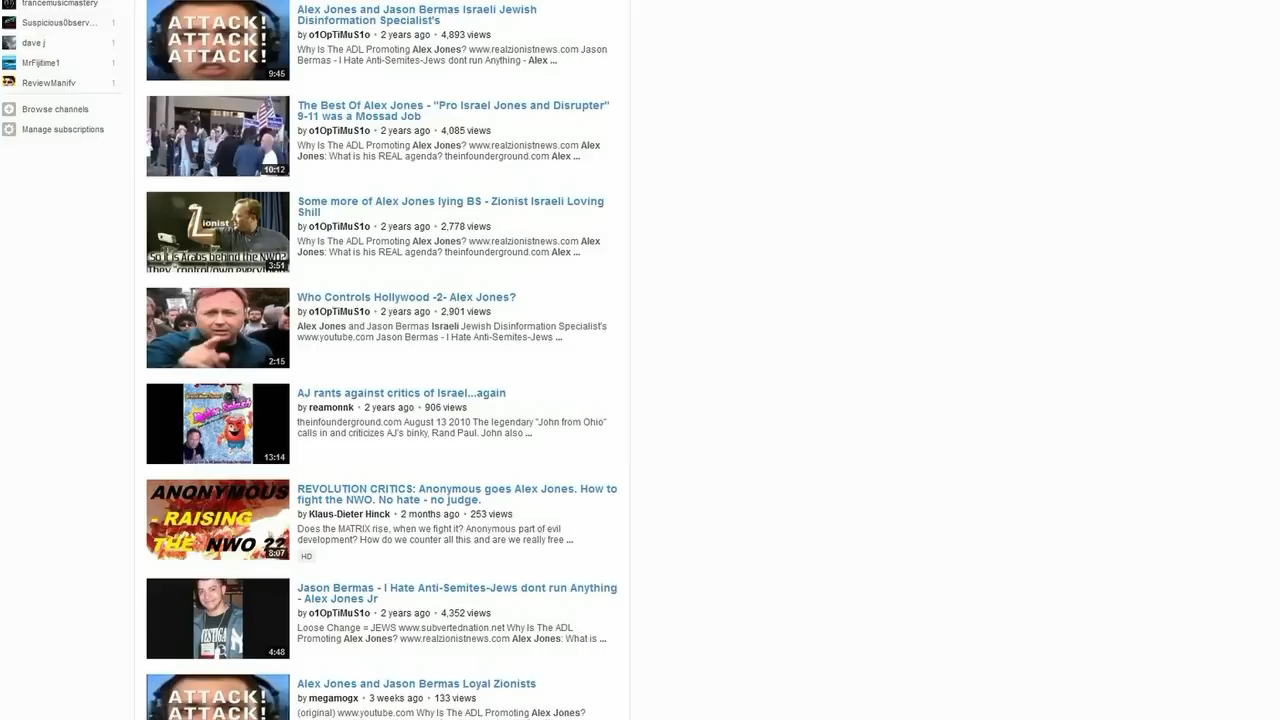 trancemusicmastery
Suspicious0bserv... 1
dave j 1
MrFijitime1 1
ReviewManify 1
Browse channels
Manage subscriptions
ATTACK!
ATTACK!
ATTACK!
9:45
Alex Jones and Jason Bermas Israeli Jewish
Disinformation Specialist's
by o1OpTiMuS1o • 2 years ago • 4,893 views
Why Is The ADL Promoting Alex Jones? www.realzionistnews.com Jason
Bermas - I Hate Anti-Semites-Jews dont run Anything - Alex ...
10:12
The Best Of Alex Jones - "Pro Israel Jones and Disrupter"
9-11 was a Mossad Job
by o1OpTiMuS1o • 2 years ago • 4,085 views
Why Is The ADL Promoting Alex Jones? www.realzionistnews.com Alex
Jones: What is his REAL agenda? theinfounderground.com Alex ...
Zionist
So it is Arabs behind the NWO?
They "control/own everything
3:51
Some more of Alex Jones lying BS - Zionist Israeli Loving
Shill
by o1OpTiMuS1o • 2 years ago • 2,778 views
Why Is The ADL Promoting Alex Jones? www.realzionistnews.com Alex
Jones: What is his REAL agenda? theinfounderground.com Alex ...
2:15
Who Controls Hollywood -2- Alex Jones?
by o1OpTiMuS1o • 2 years ago • 2,901 views
Alex Jones and Jason Bermas Israeli Jewish Disinformation Specialist's
www.youtube.com Jason Bermas - I Hate Anti-Semites-Jews ...
13:14
AJ rants against critics of Israel...again
by reamonnk • 2 years ago • 906 views
theinfounderground.com August 13 2010 The legendary "John from Ohio"
calls in and criticizes AJ's binky, Rand Paul. John also ...
ANONYMOUS
- RAISING
THE NWO ??
8:07
REVOLUTION CRITICS: Anonymous goes Alex Jones. How to
fight the NWO. No hate - no judge.
by Klaus-Dieter Hinck • 2 months ago • 253 views
Does the MATRIX rise, when we fight it? Anonymous part of evil
development? How do we counter all this and are we really free ...
HD
4:48
Jason Bermas - I Hate Anti-Semites-Jews dont run Anything
- Alex Jones Jr
by o1OpTiMuS1o • 2 years ago • 4,352 views
Loose Change = JEWS www.subvertednation.net Why Is The ADL
Promoting Alex Jones? www.realzionistnews.com Alex Jones: What is ...
ATTACK!
ATTACK!
Alex Jones and Jason Bermas Loyal Zionists
by megamogx • 3 weeks ago • 133 views
(original) www.youtube.com Why Is The ADL Promoting Alex Jones?